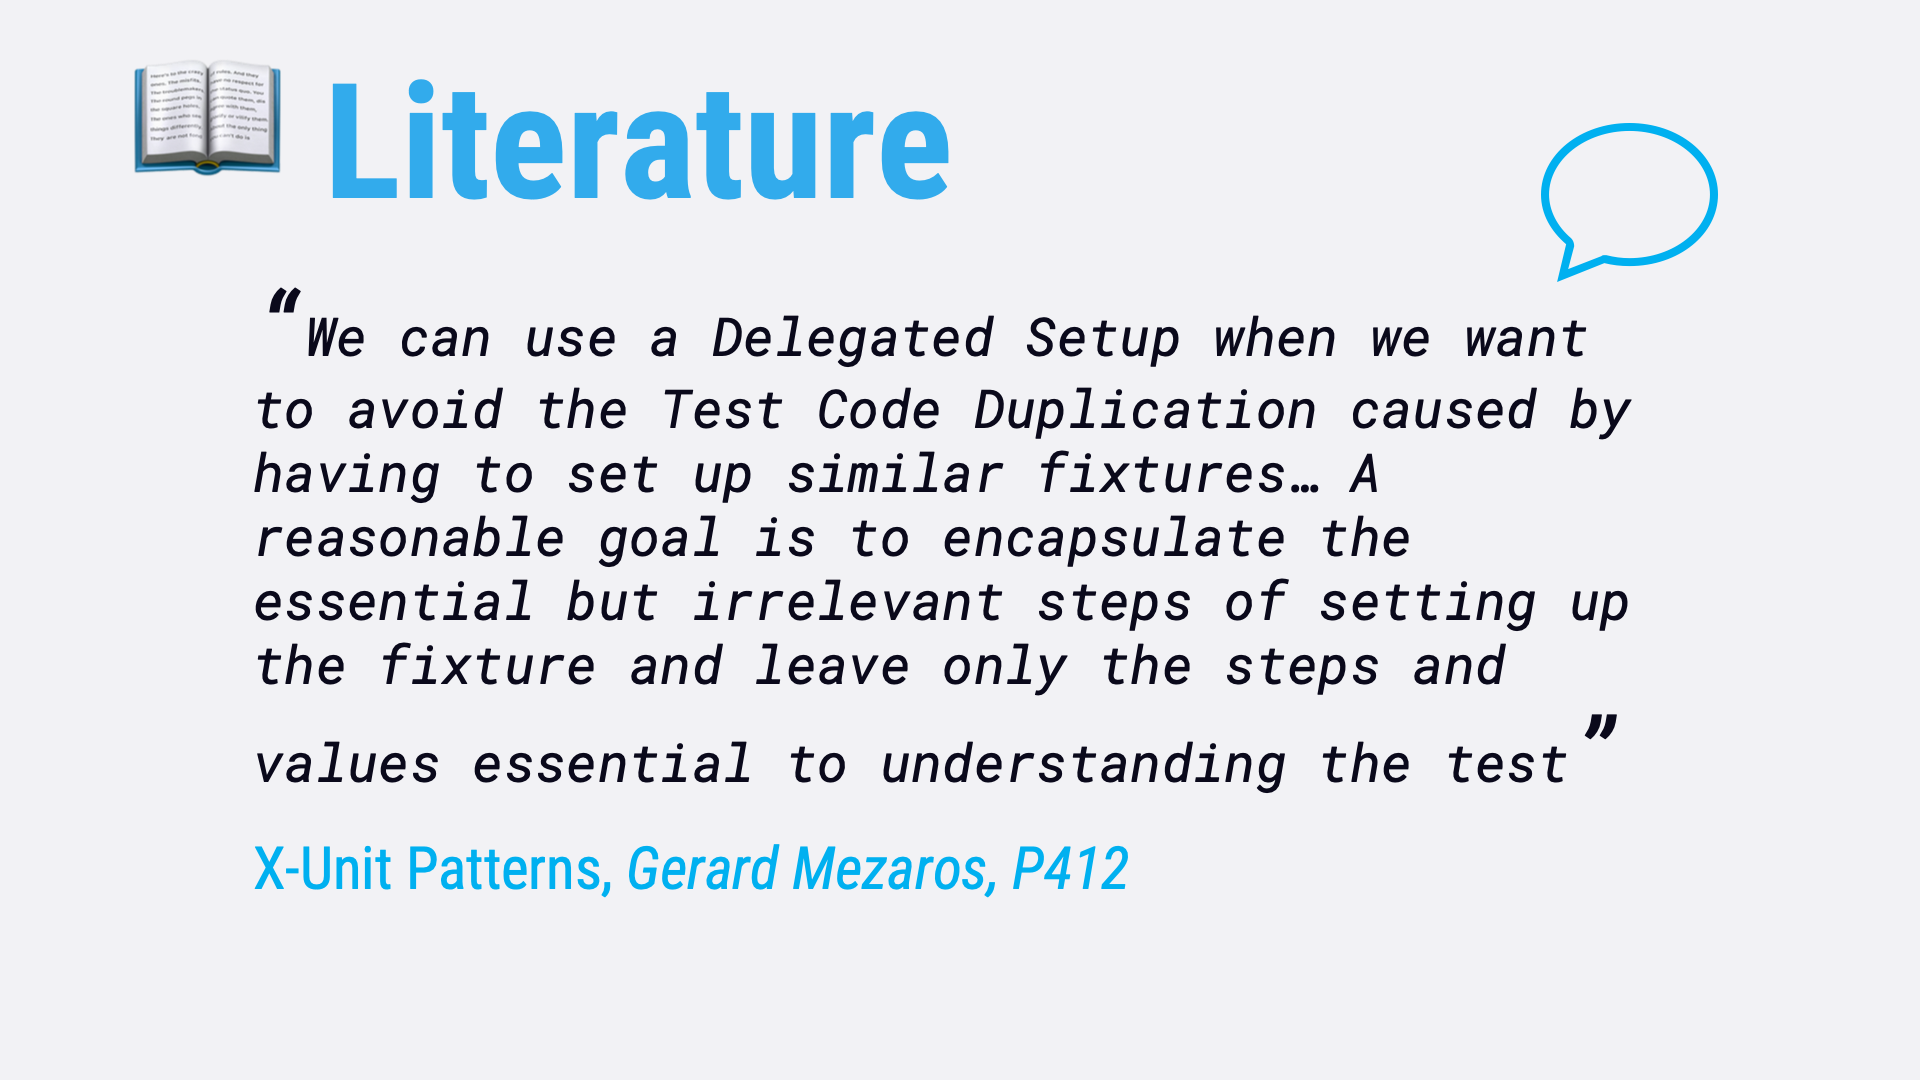 Literature
“We can use a Delegated Setup when we want
to avoid the Test Code Duplication caused by
having to set up similar fixtures… A
reasonable goal is to encapsulate the
essential but irrelevant steps of setting up
the fixture and leave only the steps and
values essential to understanding the test”
X-Unit Patterns, Gerard Mezaros, P412